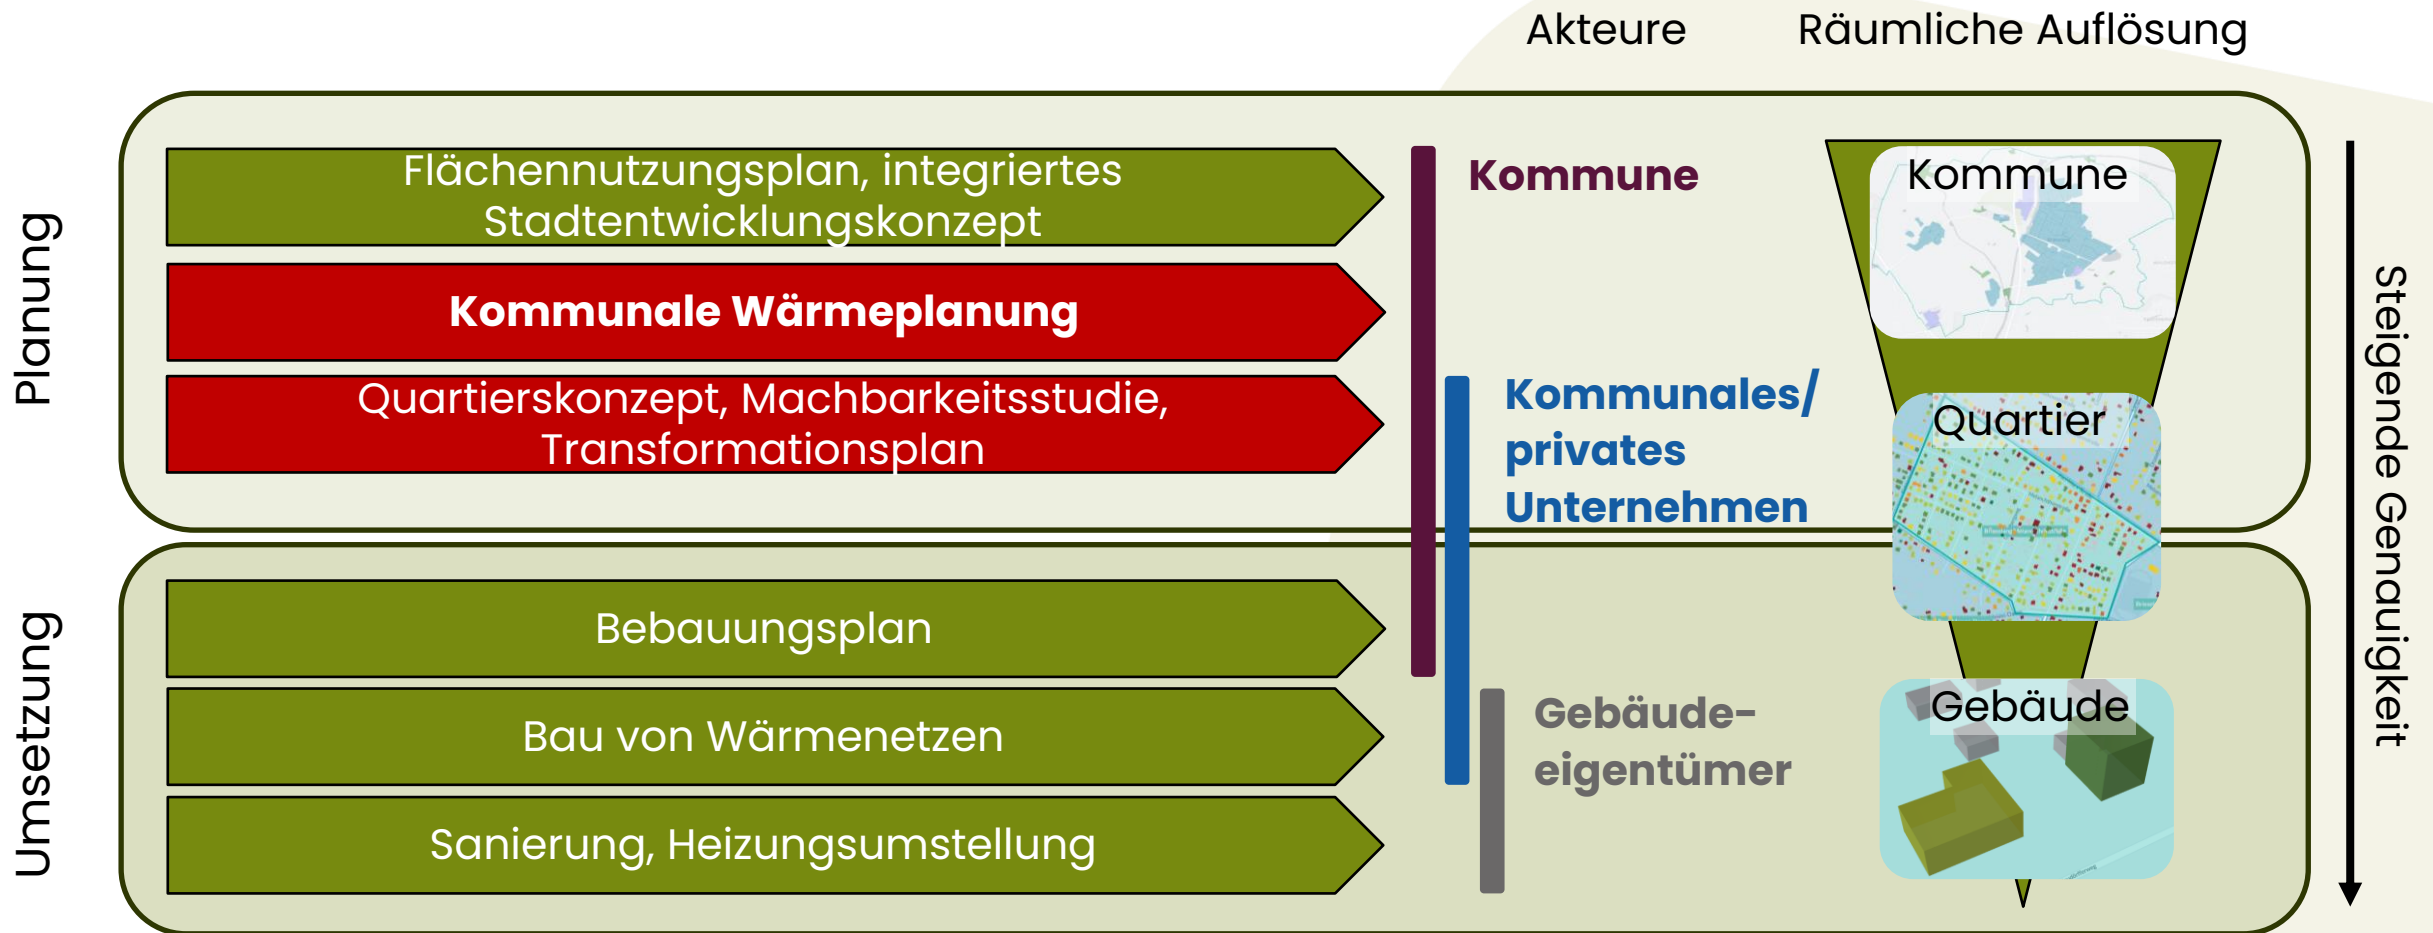 Akteure
Räumliche Auflösung
Planung
Flächennutzungsplan, integriertes
Stadtentwicklungskonzept
Kommunale Wärmeplanung
Quartierskonzept, Machbarkeitsstudie,
Transformationsplan
Kommune
Kommunales/
privates
Unternehmen
Kommune
Quartier
Steigende Genauigkeit
Umsetzung
Bebauungsplan
Bau von Wärmenetzen
Sanierung, Heizungsumstellung
Gebäude-
eigentümer
Gebäude